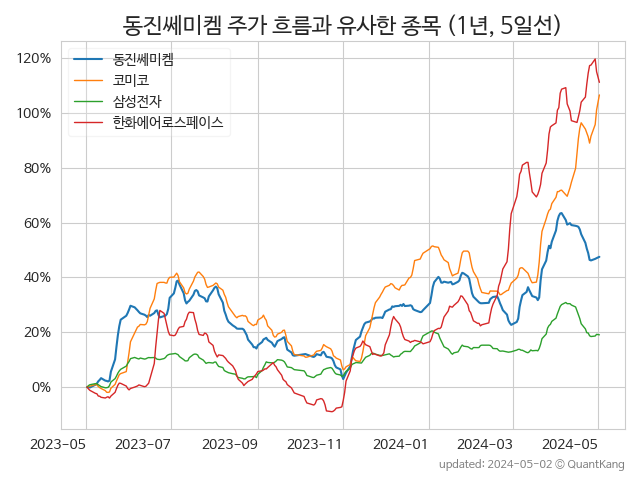 동진쎄미켐 주가 흐름과 유사한 종목 (1년, 5일선)
동진쎄미켐
코미코
삼성전자
한화에어로스페이스
120%
100%
80%
60%
40%
20%
0%
2023-05 2023-07 2023-09 2023-11 2024-01 2024-03 2024-05
updated: 2024-05-02 © QuantKang